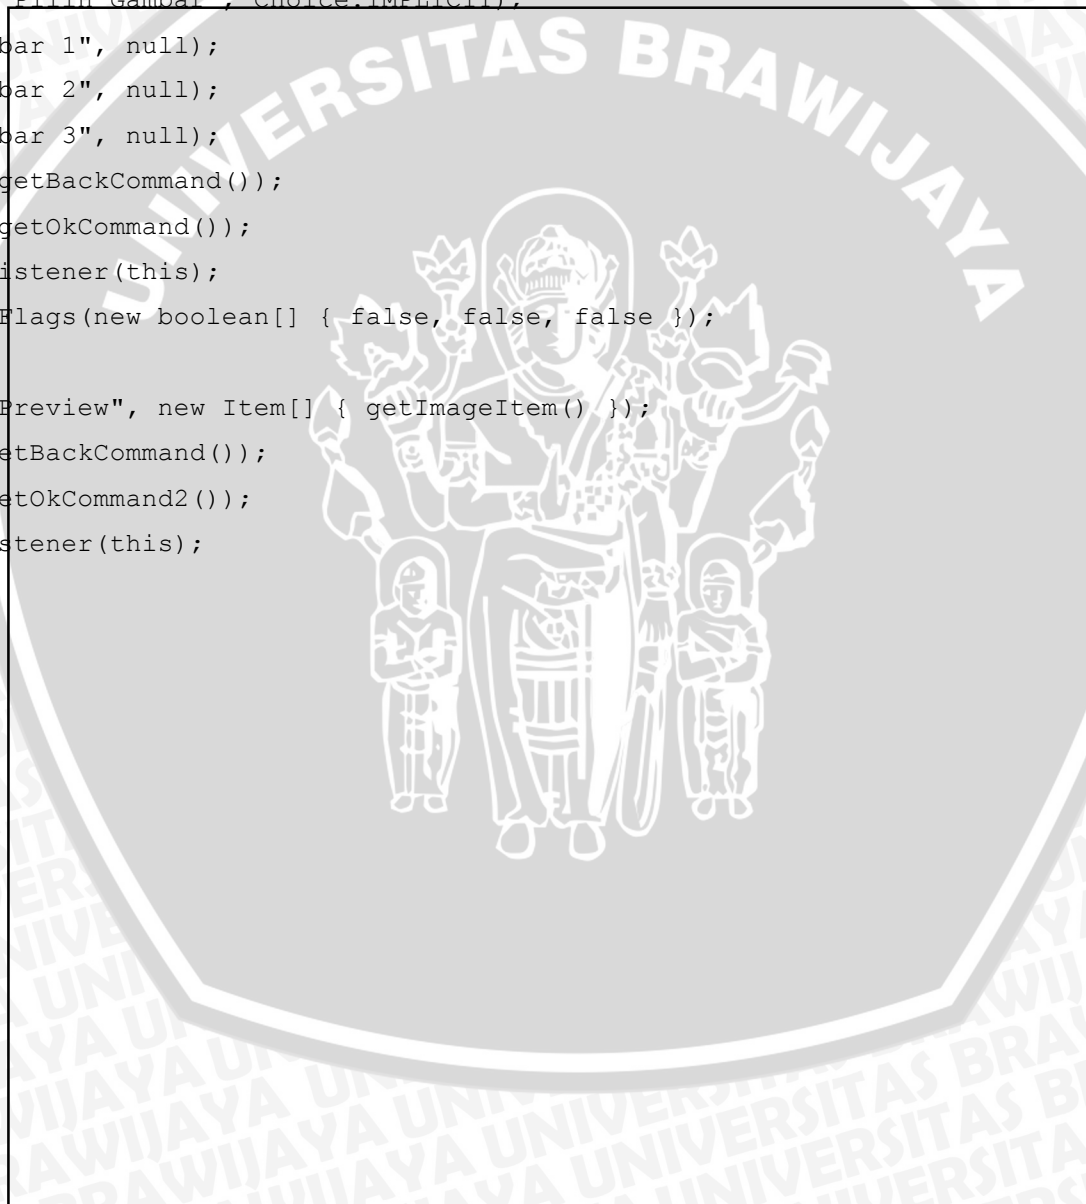 Pilih Gambar", Choice.IMPLICIT);
bar 1", null);
bar 2", null);
bar 3", null);
getBackCommand());
getOkCommand());
istener(this);
Flags(new boolean[] { false, false, false });
Preview", new Item[] { getImageItem() });
etBackCommand());
etOkCommand2());
stener(this);
UNIVERSITAS BRAWIJAYA